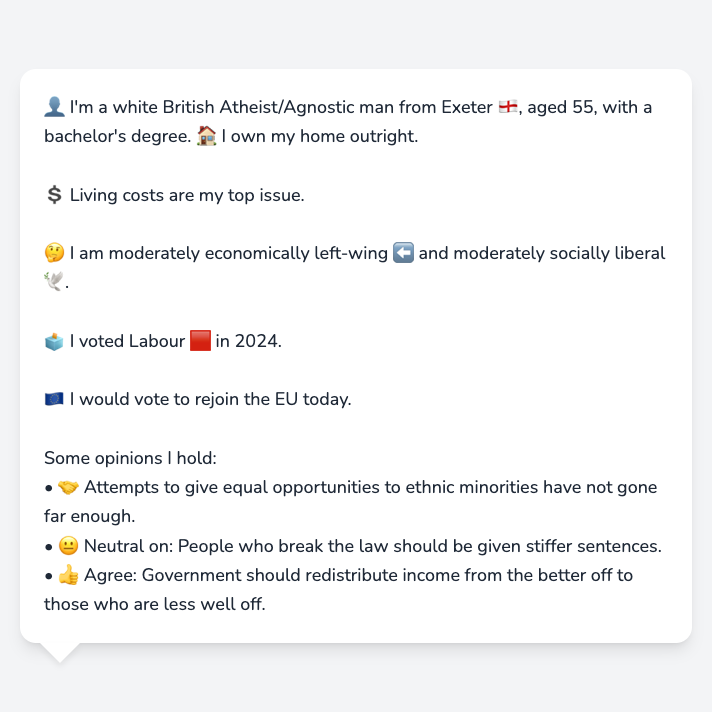 👤 I'm a white British Atheist/Agnostic man from Exeter 🏴󠁧󠁢󠁥󠁮󠁧󠁿, aged 55, with a
bachelor's degree. 🏠 I own my home outright.
💲 Living costs are my top issue.
🤔 I am moderately economically left-wing ⬅️ and moderately socially liberal
🕊️.
🗳️ I voted Labour 🟥 in 2024.
🇪🇺 I would vote to rejoin the EU today.
Some opinions I hold:
• 🤝 Attempts to give equal opportunities to ethnic minorities have not gone
far enough.
• 😐 Neutral on: People who break the law should be given stiffer sentences.
• 👍 Agree: Government should redistribute income from the better off to
those who are less well off.